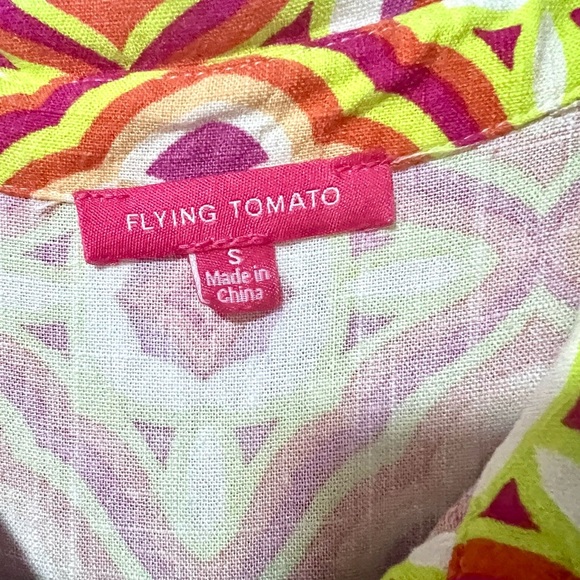 FLYING TOMATO
S
Made in
China